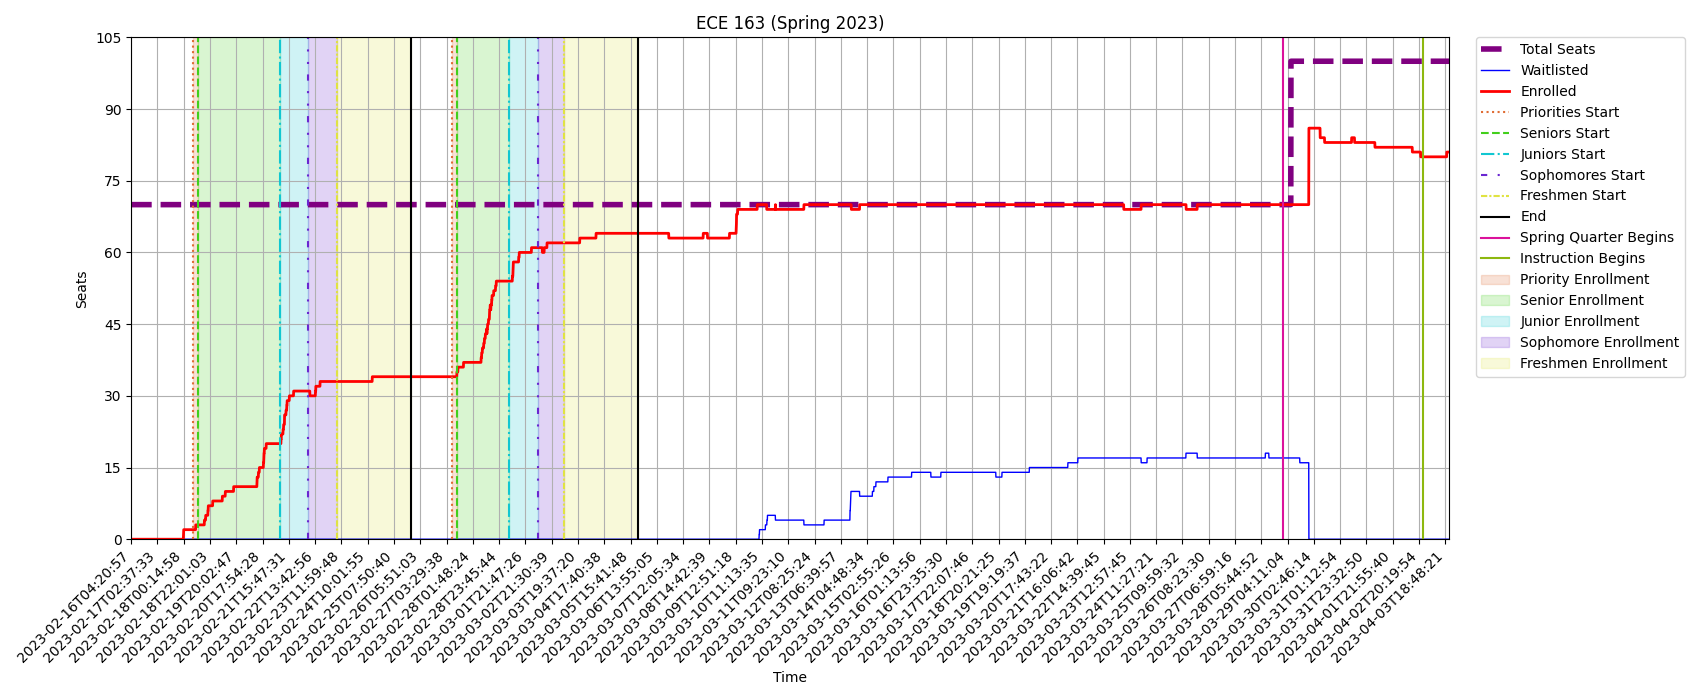 ECE 163 (Spring 2023)
105
90
75
60
45
30
15
0
Seats
2023-02-16T04:20:57
2023-02-17T02:37:33
2023-02-18T00:14:58
2023-02-18T22:01:03
2023-02-19T20:02:47
2023-02-20T17:54:28
2023-02-21T15:47:31
2023-02-22T13:42:56
2023-02-23T11:59:48
2023-02-24T10:01:55
2023-02-25T07:50:40
2023-02-26T05:51:03
2023-02-27T03:29:38
2023-02-28T01:48:24
2023-02-28T23:45:44
2023-03-01T21:47:26
2023-03-02T21:30:39
2023-03-03T19:37:20
2023-03-04T17:40:38
2023-03-05T15:41:48
2023-03-06T13:55:05
2023-03-07T12:05:34
2023-03-08T14:42:39
2023-03-09T12:51:18
2023-03-10T11:13:35
2023-03-11T09:23:10
2023-03-12T08:25:24
2023-03-13T06:39:57
2023-03-14T04:48:34
2023-03-15T02:55:26
2023-03-16T01:13:56
2023-03-16T23:35:30
2023-03-17T22:07:46
2023-03-18T20:21:25
2023-03-19T19:19:37
2023-03-20T17:43:22
2023-03-21T16:06:42
2023-03-22T14:39:45
2023-03-23T12:57:45
2023-03-24T11:27:21
2023-03-25T09:59:32
2023-03-26T08:23:30
2023-03-27T06:59:16
2023-03-28T05:44:52
2023-03-29T04:11:04
2023-03-30T02:46:14
2023-03-31T01:12:54
2023-03-31T23:32:50
2023-04-01T21:55:40
2023-04-02T20:19:54
2023-04-03T18:48:21
Time
Total Seats
Waitlisted
Enrolled
Priorities Start
Seniors Start
Juniors Start
Sophomores Start
Freshmen Start
End
Spring Quarter Begins
Instruction Begins
Priority Enrollment
Senior Enrollment
Junior Enrollment
Sophomore Enrollment
Freshmen Enrollment